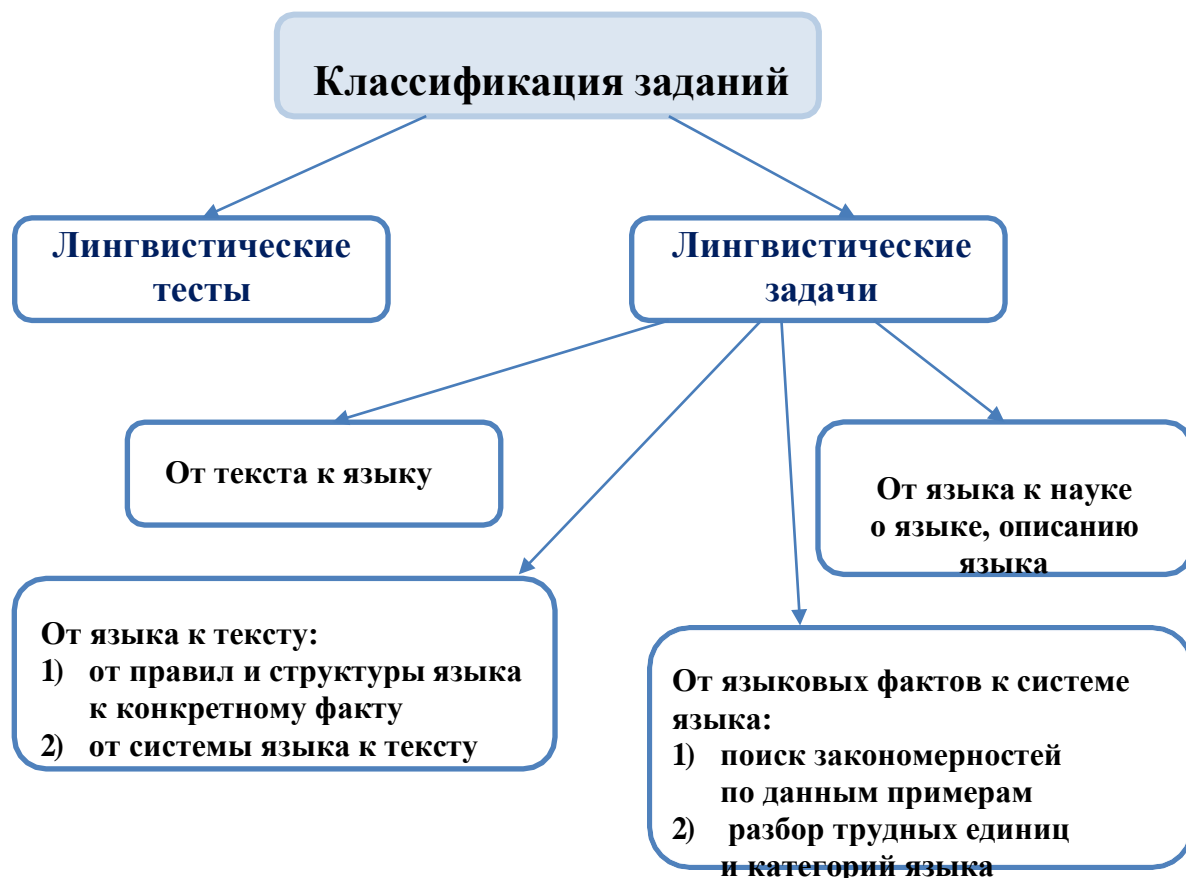 Классификация заданий
Лингвистические
тесты
Лингвистические
задачи
От текста к языку
От языка к науке
о языке, описанию
языка
От языка к тексту:
1) от правил и структуры языка
к конкретному факту
2) от системы языка к тексту
От языковых фактов к системе
языка:
1) поиск закономерностей
по данным примерам
2) разбор трудных единиц
и категорий языка